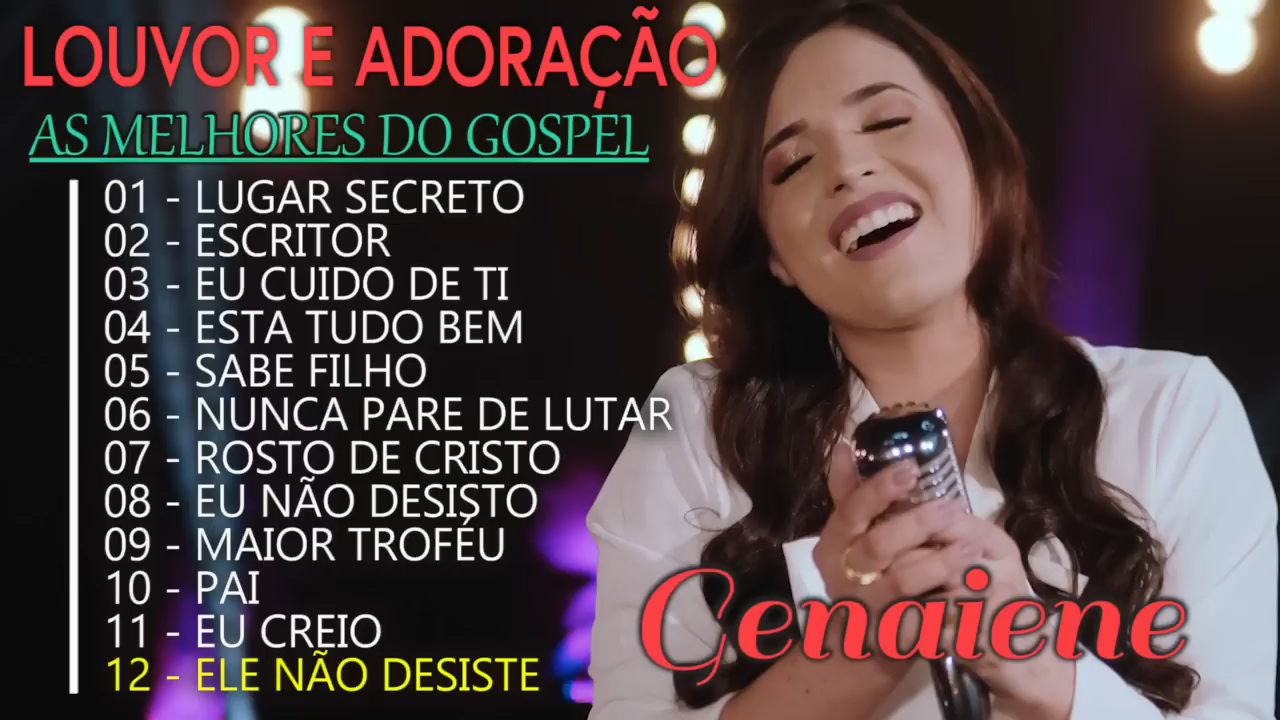 LOUVOR E ADORAÇÃO
AS MELHORES DO GOSPEL
01 - LUGAR SECRETO
02 - ESCRITOR
03 - EU CUIDO DE TI
04 - ESTA TUDO BEM
05 - SABE FILHO
06 - NUNCA PARE DE LUTAR
07 - ROSTO DE CRISTO
08 - EU NÃO DESISTO
09 - MAIOR TROFÉU
10 - PAI
11 - EU CREIO
12 - ELE NÃO DESISTE
Genaiene